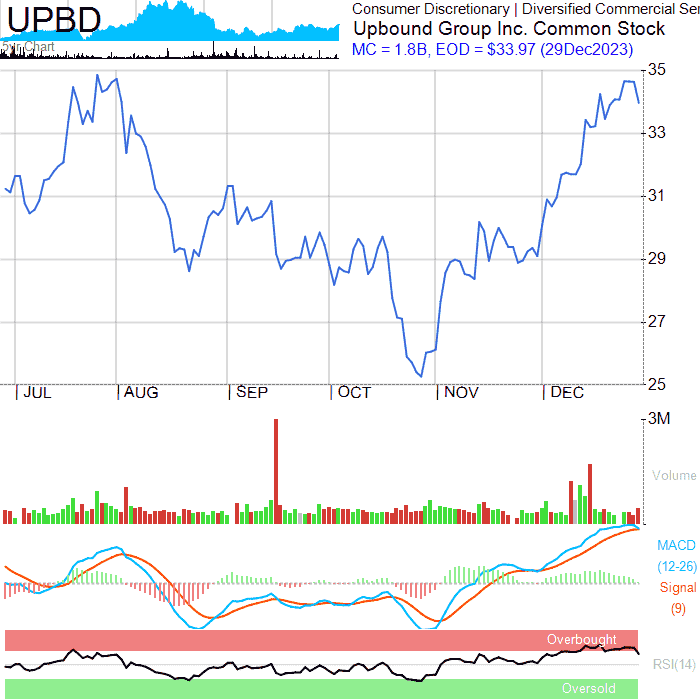 UPBD
Consumer Discretionary | Diversified Commercial Ser
Upbound Group Inc. Common Stock
5yr Chart
MC = 1.8B, EOD = $33.97 (29Dec2023)
35
33
31
29
27
25
| JUL | AUG | SEP | OCT | NOV | DEC
3M
Volume
MACD
(12-26)
Signal
(9)
Overbought
RSI(14)
Oversold